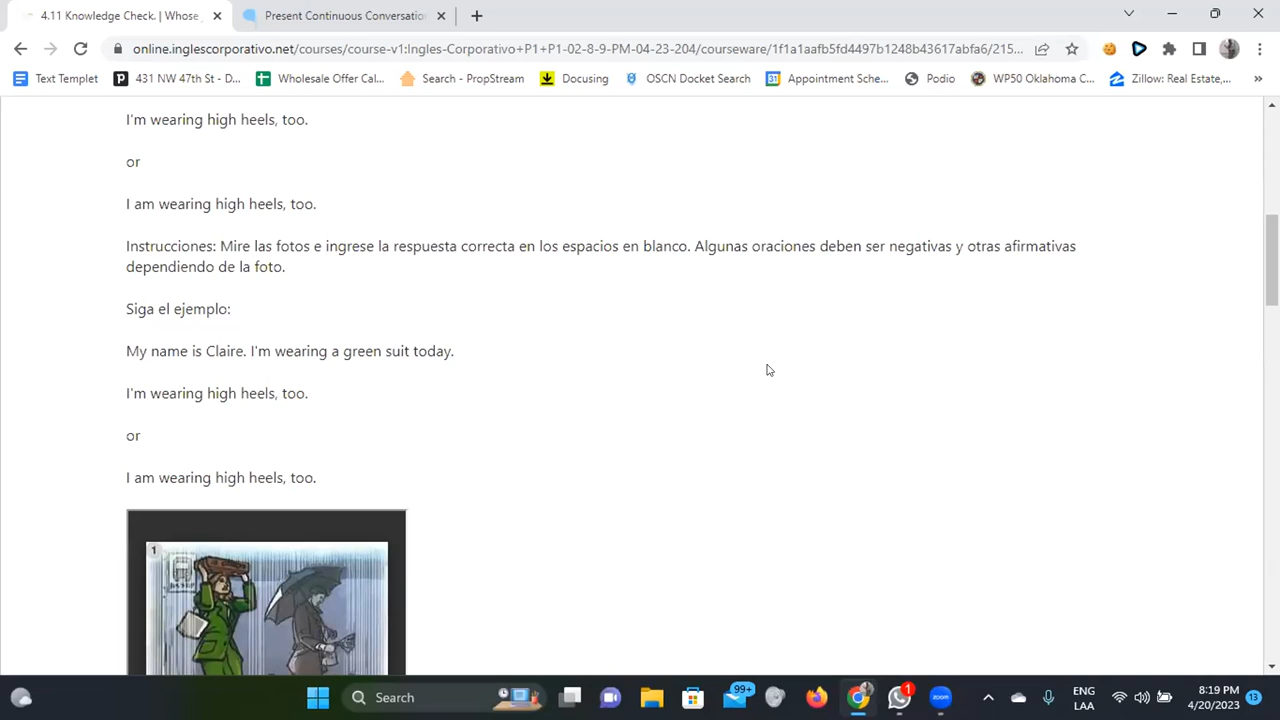 4.11 Knowledge Check. | Whose
Present Continuous Conversatio
online.inglescorporativo.net/courses/course-v1:Ingles-Corporativo+P1+P1-02-8-9-PM-04-23-204/courseware/1f1a1aafb5fd4497b1248b43617abfa6/215...
Text Templet
431 NW 47th St - D...
Wholesale Offer Cal...
Search - PropStream
Docusing
OSCN Docket Search
Appointment Sche...
Podio
WP50 Oklahoma C...
Zillow: Real Estate,...
I'm wearing high heels, too.
or
I am wearing high heels, too.
Instrucciones: Mire las fotos e ingrese la respuesta correcta en los espacios en blanco. Algunas oraciones deben ser negativas y otras afirmativas
dependiendo de la foto.
Siga el ejemplo:
My name is Claire. I'm wearing a green suit today.
I'm wearing high heels, too.
or
I am wearing high heels, too.
1
Search
99+
1
zoom
ENG
LAA
8:19 PM
4/20/2023
13